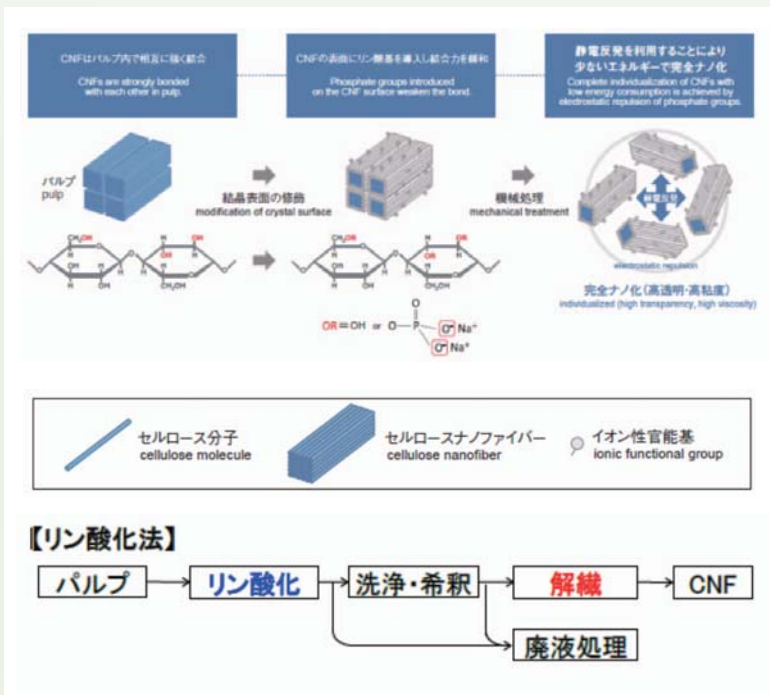 CNFはパルプ内で相互に強く結合
CNFs are strongly bonded
with each other in pulp.
CNFの表面にリン酸基を導入し結合力を緩和
Phosphate groups introduced
on the CNF surface weaken the bond.
静電反発を利用することにより
少ないエネルギーで完全ナノ化
Complete individualization of CNFs with
low energy consumption is achieved by
electrostatic repulsion of phosphate groups.
パルプ
pulp
結晶表面の修飾
modification of crystal surface
機械処理
mechanical treatment
静電反発
electrostatic repulsion
完全ナノ化(高透明・高粘度)
individualized (high transparency, high viscosity)
CH₂OH
OH
H
O
CH₂OR
OR
H
O
CH₂OH
OR=OH or O-P
O
O⁻ Na⁺
O⁻ Na⁺
セルロース分子
cellulose molecule
セルロースナノファイバー
cellulose nanofiber
イオン性官能基
ionic functional group
【リン酸化法】
パルプ
リン酸化
洗浄・希釈
解繊
CNF
廃液処理